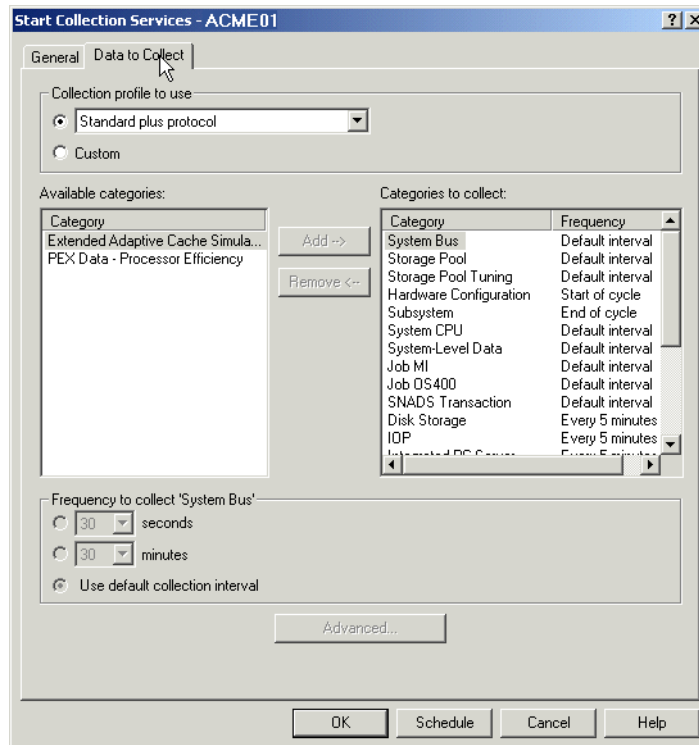 Start Collection Services - ACME01
General Data to Collect
Collection profile to use
Standard plus protocol
Custom
Available categories:
Category
Extended Adaptive Cache Simula...
PEX Data - Processor Efficiency
Add -->
Remove <--
Categories to collect:
Category Frequency
System Bus Default interval
Storage Pool Default interval
Storage Pool Tuning Default interval
Hardware Configuration Start of cycle
Subsystem End of cycle
System CPU Default interval
System-Level Data Default interval
Job MI Default interval
Job OS400 Default interval
SNADS Transaction Default interval
Disk Storage Every 5 minutes
IOP Every 5 minutes
Frequency to collect 'System Bus'
30 seconds
30 minutes
Use default collection interval
Advanced...
OK Schedule Cancel Help